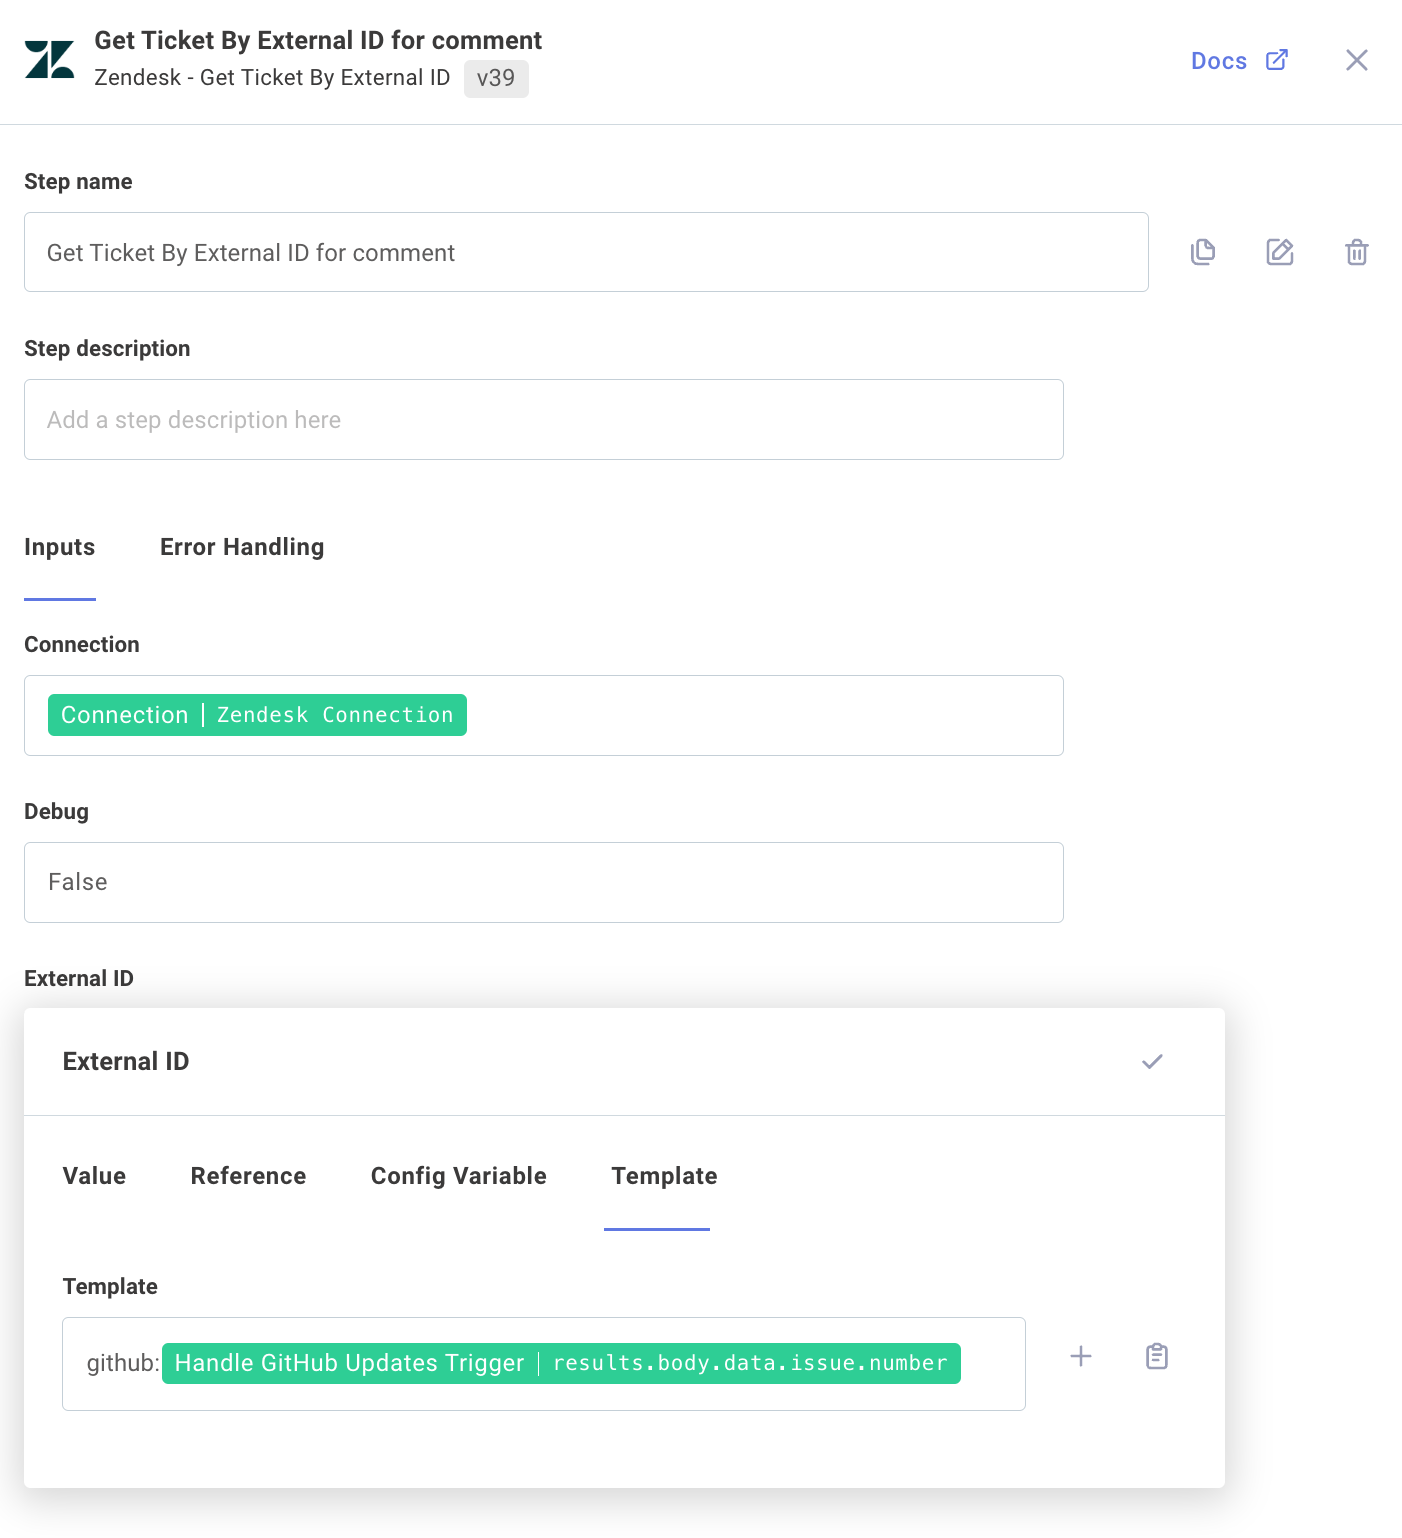 Get Ticket By External ID for comment
Zendesk - Get Ticket By External ID v39
Docs
Step name
Get Ticket By External ID for comment
Step description
Add a step description here
Inputs Error Handling
Connection
Connection | Zendesk Connection
Debug
False
External ID
External ID
Value Reference Config Variable Template
Template
github: Handle GitHub Updates Trigger | results.body.data.issue.number